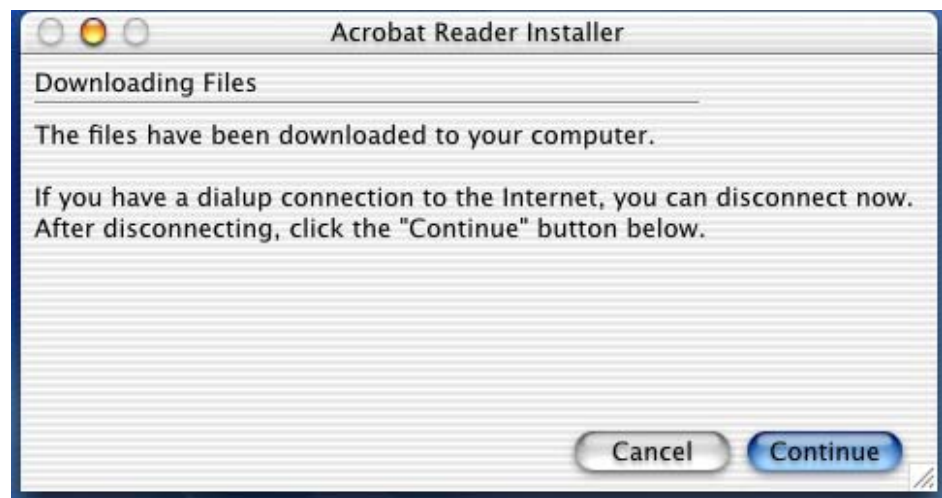 Acrobat Reader Installer
Downloading Files
The files have been downloaded to your computer.
If you have a dialup connection to the Internet, you can disconnect now.
After disconnecting, click the "Continue" button below.
Cancel
Continue